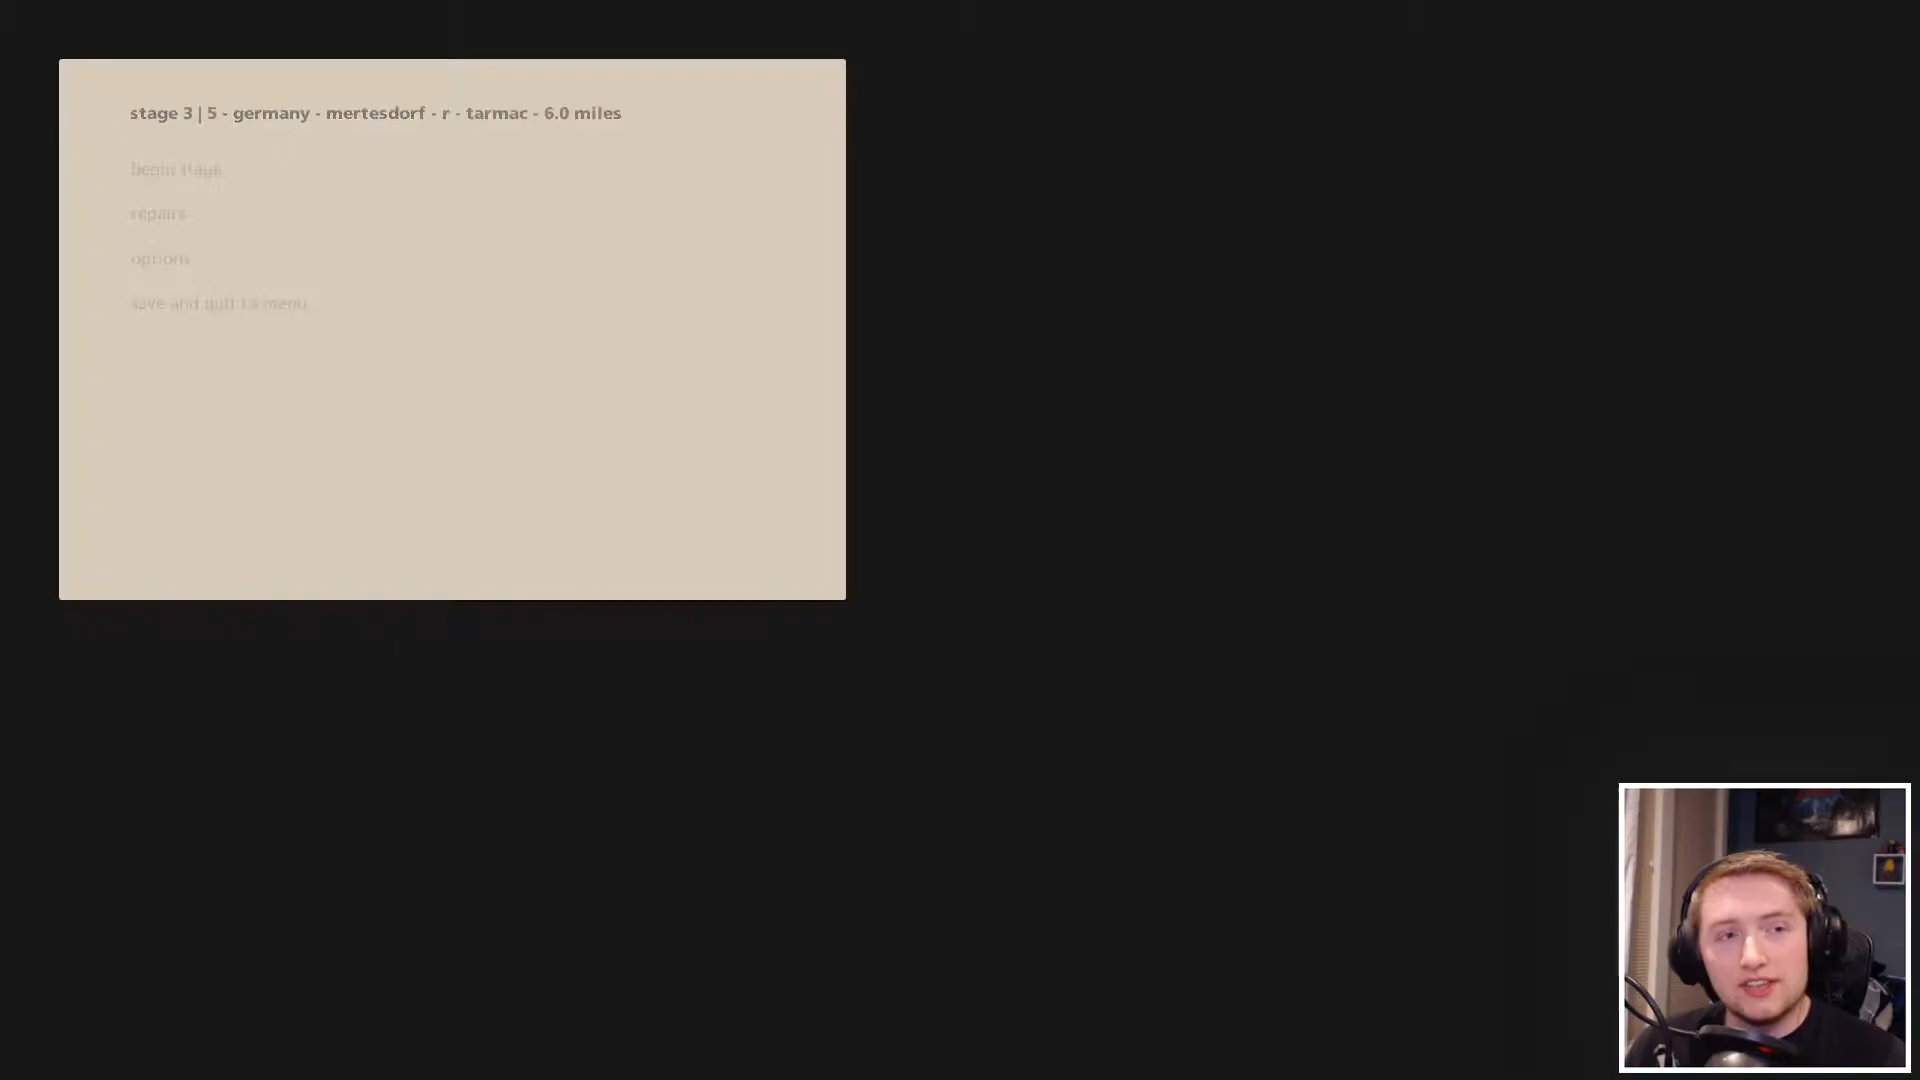 stage 3 | 5 - germany - mertesdorf - r - tarmac - 6.0 miles
begin stage
repairs
options
save and quit to menu